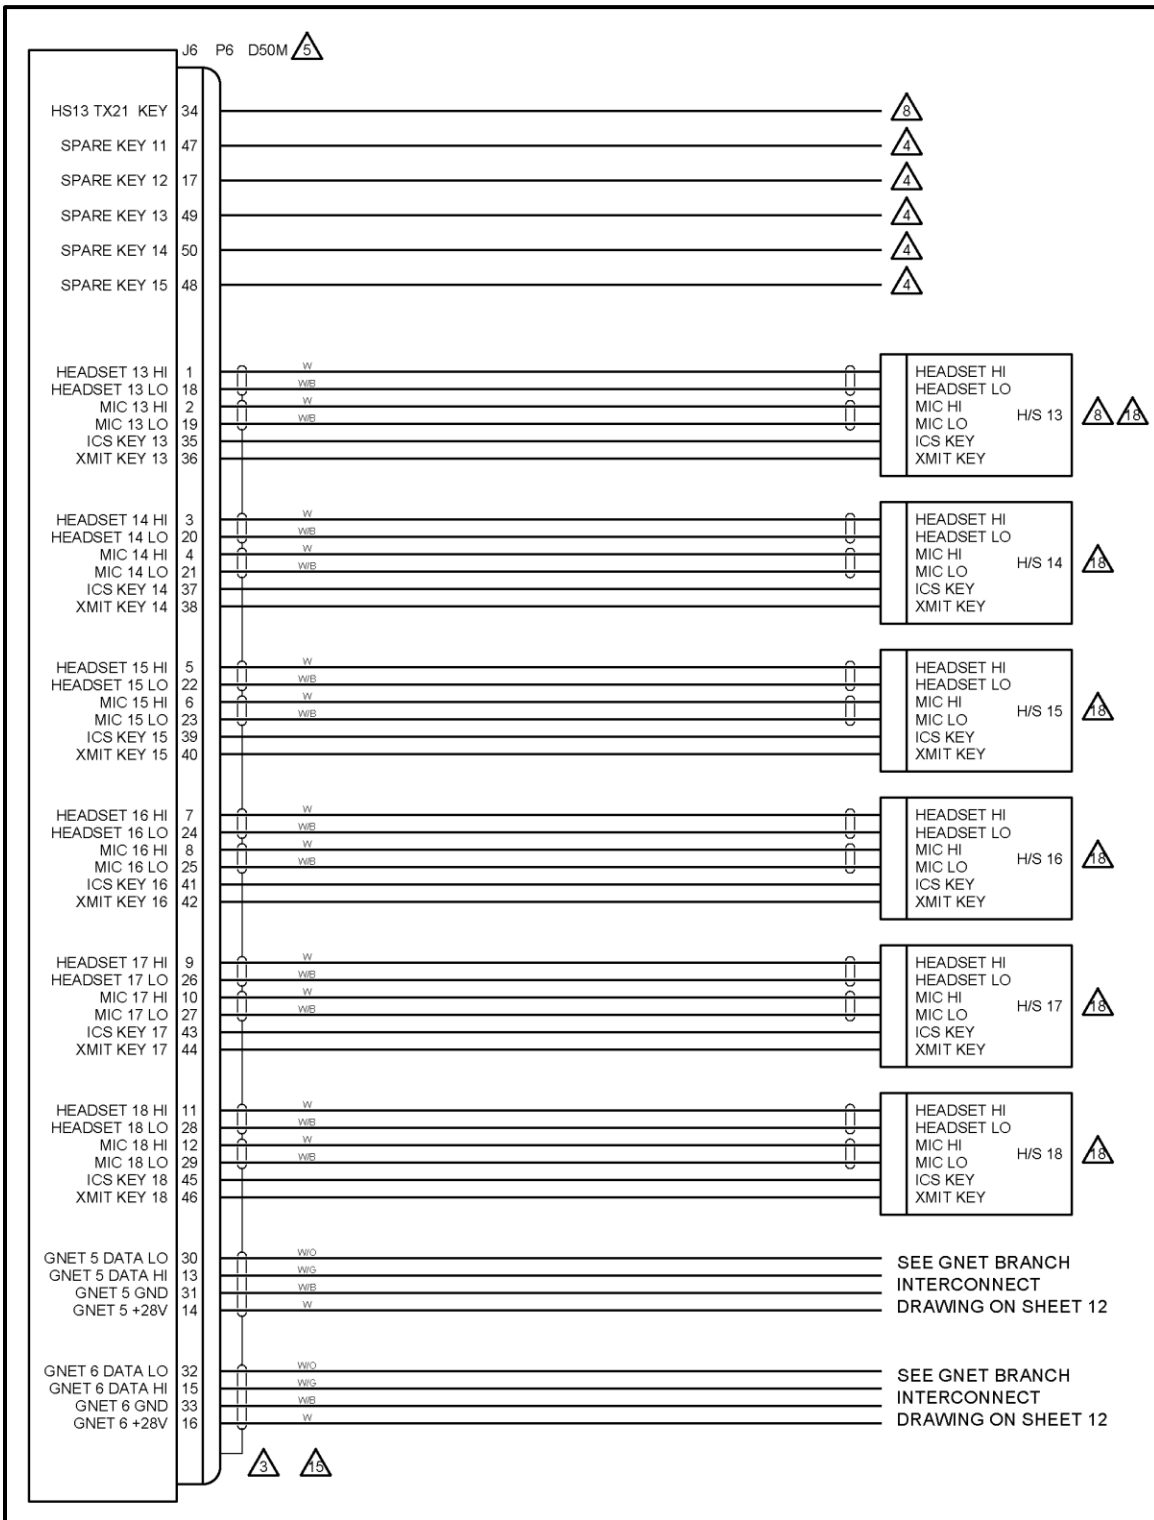 J6 P6 D50M 5
HS13 TX21 KEY 34 8
SPARE KEY 11 47 4
SPARE KEY 12 17 4
SPARE KEY 13 49 4
SPARE KEY 14 50 4
SPARE KEY 15 48 4
HEADSET 13 HI 1 W HEADSET HI
HEADSET 13 LO 18 W/B HEADSET LO
MIC 13 HI 2 W MIC HI
H/S 13 8 18
MIC 13 LO 19 W/B MIC LO
ICS KEY 13 35 ICS KEY
XMIT KEY 13 36 XMIT KEY
HEADSET 14 HI 3 W HEADSET HI
HEADSET 14 LO 20 W/B HEADSET LO
MIC 14 HI 4 W MIC HI
H/S 14 18
MIC 14 LO 21 W/B MIC LO
ICS KEY 14 37 ICS KEY
XMIT KEY 14 38 XMIT KEY
HEADSET 15 HI 5 W HEADSET HI
HEADSET 15 LO 22 W/B HEADSET LO
MIC 15 HI 6 W MIC HI
H/S 15 18
MIC 15 LO 23 W/B MIC LO
ICS KEY 15 39 ICS KEY
XMIT KEY 15 40 XMIT KEY
HEADSET 16 HI 7 W HEADSET HI
HEADSET 16 LO 24 W/B HEADSET LO
MIC 16 HI 8 W MIC HI
H/S 16 18
MIC 16 LO 25 W/B MIC LO
ICS KEY 16 41 ICS KEY
XMIT KEY 16 42 XMIT KEY
HEADSET 17 HI 9 W HEADSET HI
HEADSET 17 LO 26 W/B HEADSET LO
MIC 17 HI 10 W MIC HI
H/S 17 18
MIC 17 LO 27 W/B MIC LO
ICS KEY 17 43 ICS KEY
XMIT KEY 17 44 XMIT KEY
HEADSET 18 HI 11 W HEADSET HI
HEADSET 18 LO 28 W/B HEADSET LO
MIC 18 HI 12 W MIC HI
H/S 18 18
MIC 18 LO 29 W/B MIC LO
ICS KEY 18 45 ICS KEY
XMIT KEY 18 46 XMIT KEY
GNET 5 DATA LO 30 W/O
GNET 5 DATA HI 13 W/G
GNET 5 GND 31 W/B
GNET 5 +28V 14 W
SEE GNET BRANCH
INTERCONNECT
DRAWING ON SHEET 12
GNET 6 DATA LO 32 W/O
GNET 6 DATA HI 15 W/G
GNET 6 GND 33 W/B
GNET 6 +28V 16 W
SEE GNET BRANCH
INTERCONNECT
DRAWING ON SHEET 12
3 15